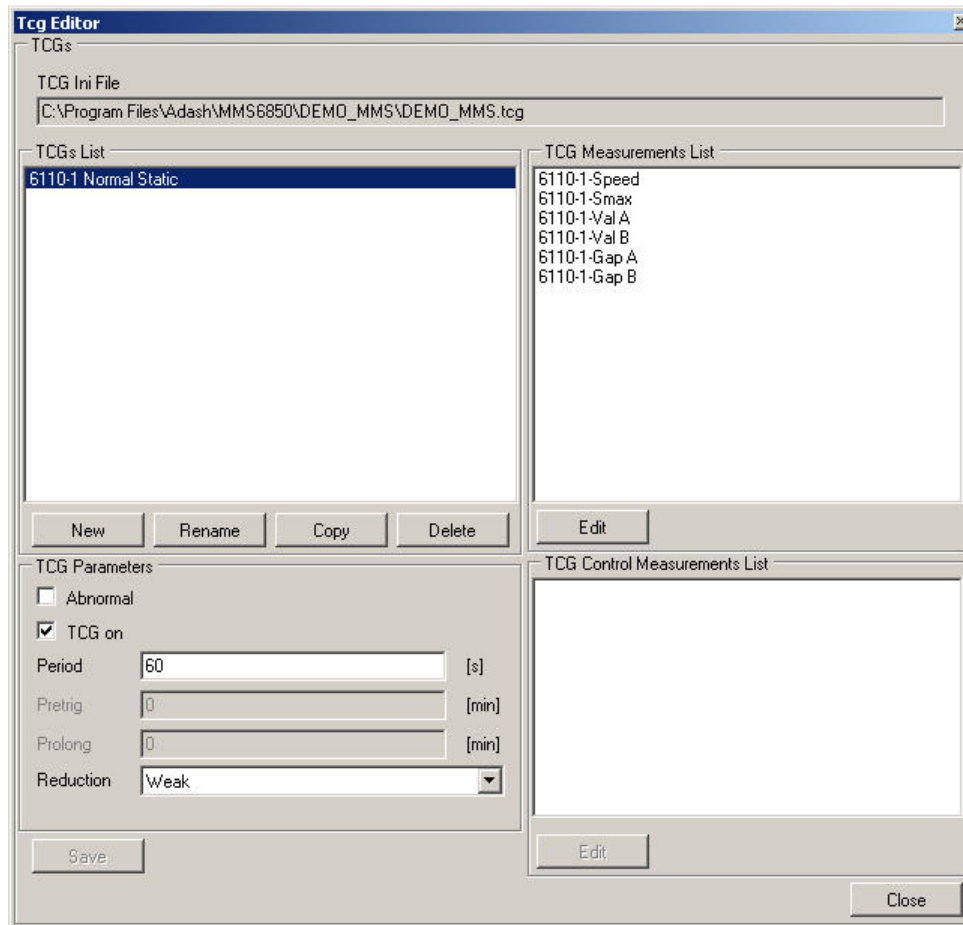 Tcg Editor
TCGs
TCG Ini File
C:\Program Files\Adash\MMS6850\DEMO_MMS\DEMO_MMS.tcg
TCGs List
6110-1 Normal Static
New
Rename
Copy
Delete
TCG Measurements List
6110-1-Speed
6110-1-Smax
6110-1-Val A
6110-1-Val B
6110-1-Gap A
6110-1-Gap B
Edit
TCG Parameters
Abnormal
TCG on
Period 60 [s]
Pretrig 0 [min]
Prolong 0 [min]
Reduction Weak
Save
TCG Control Measurements List
Edit
Close